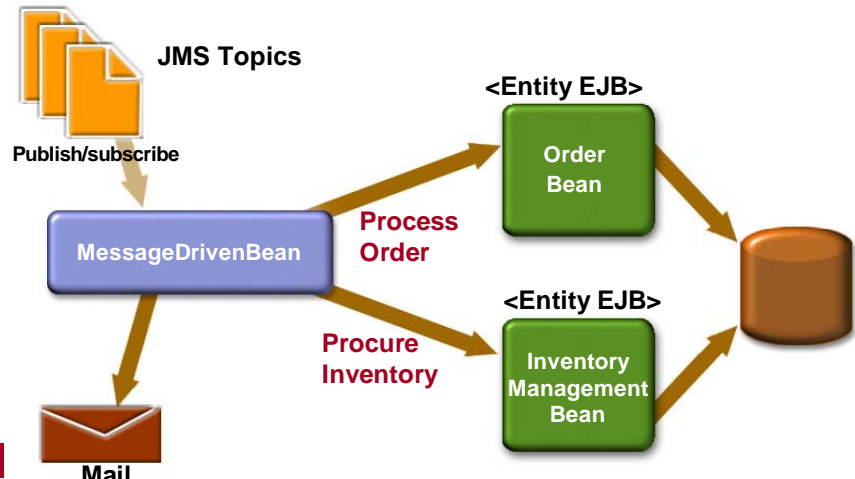 JMS Topics
Publish/subscribe
<Entity EJB>
Order
Bean
MessageDrivenBean
Process
Order
<Entity EJB>
Procure
Inventory
Inventory
Management
Bean
Mail